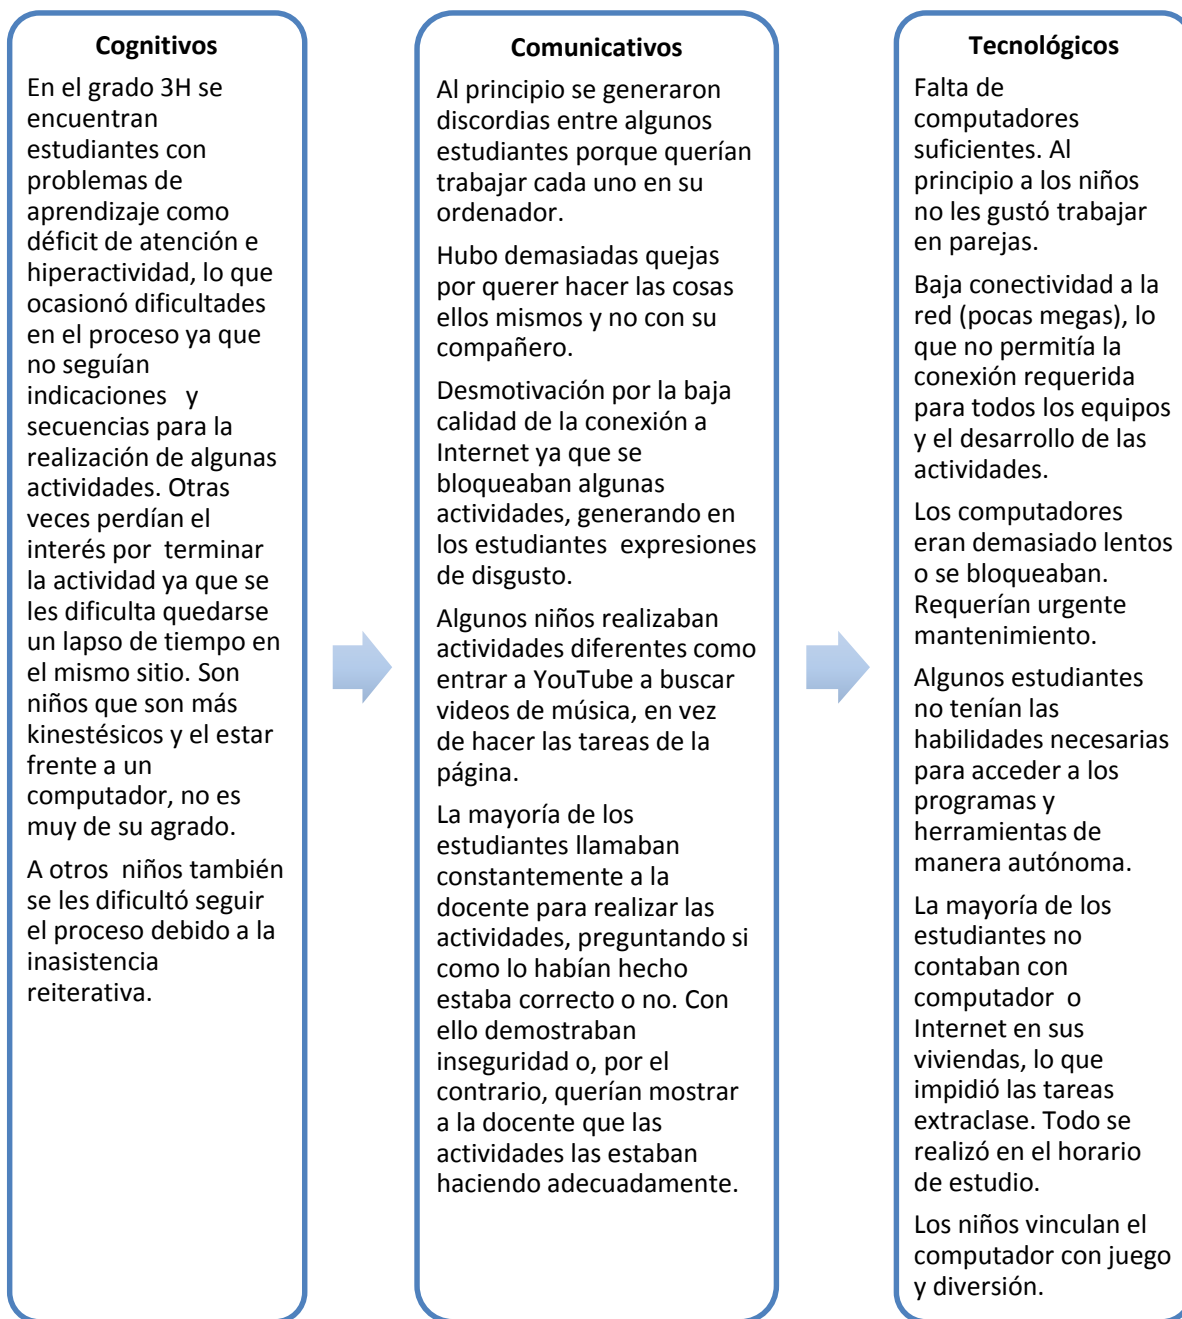 Cognitivos
En el grado 3H se
encuentran
estudiantes con
problemas de
aprendizaje como
déficit de atención e
hiperactividad, lo que
ocasionó dificultades
en el proceso ya que
no seguían
indicaciones y
secuencias para la
realización de algunas
actividades. Otras
veces perdían el
interés por terminar
la actividad ya que se
les dificulta quedarse
un lapso de tiempo en
el mismo sitio. Son
niños que son más
kinestésicos y el estar
frente a un
computador, no es
muy de su agrado.
A otros niños también
se les dificultó seguir
el proceso debido a la
inasistencia
reiterativa.
Comunicativos
Al principio se generaron
discordias entre algunos
estudiantes porque querían
trabajar cada uno en su
ordenador.
Hubo demasiadas quejas
por querer hacer las cosas
ellos mismos y no con su
compañero.
Desmotivación por la baja
calidad de la conexión a
Internet ya que se
bloqueaban algunas
actividades, generando en
los estudiantes expresiones
de disgusto.
Algunos niños realizaban
actividades diferentes como
entrar a YouTube a buscar
videos de música, en vez
de hacer las tareas de la
página.
La mayoría de los
estudiantes llamaban
constantemente a la
docente para realizar las
actividades, preguntando si
como lo habían hecho
estaba correcto o no. Con
ello demostraban
inseguridad o, por el
contrario, querían mostrar
a la docente que las
actividades las estaban
haciendo adecuadamente.
Tecnológicos
Falta de
computadores
suficientes. Al
principio a los niños
no les gustó trabajar
en parejas.
Baja conectividad a la
red (pocas megas), lo
que no permitía la
conexión requerida
para todos los equipos
y el desarrollo de las
actividades.
Los computadores
eran demasiado lentos
o se bloqueaban.
Requerían urgente
mantenimiento.
Algunos estudiantes
no tenían las
habilidades necesarias
para acceder a los
programas y
herramientas de
manera autónoma.
La mayoría de los
estudiantes no
contaban con
computador o
Internet en sus
viviendas, lo que
impidió las tareas
extraclase. Todo se
realizó en el horario
de estudio.
Los niños vinculan el
computador con juego
y diversión.